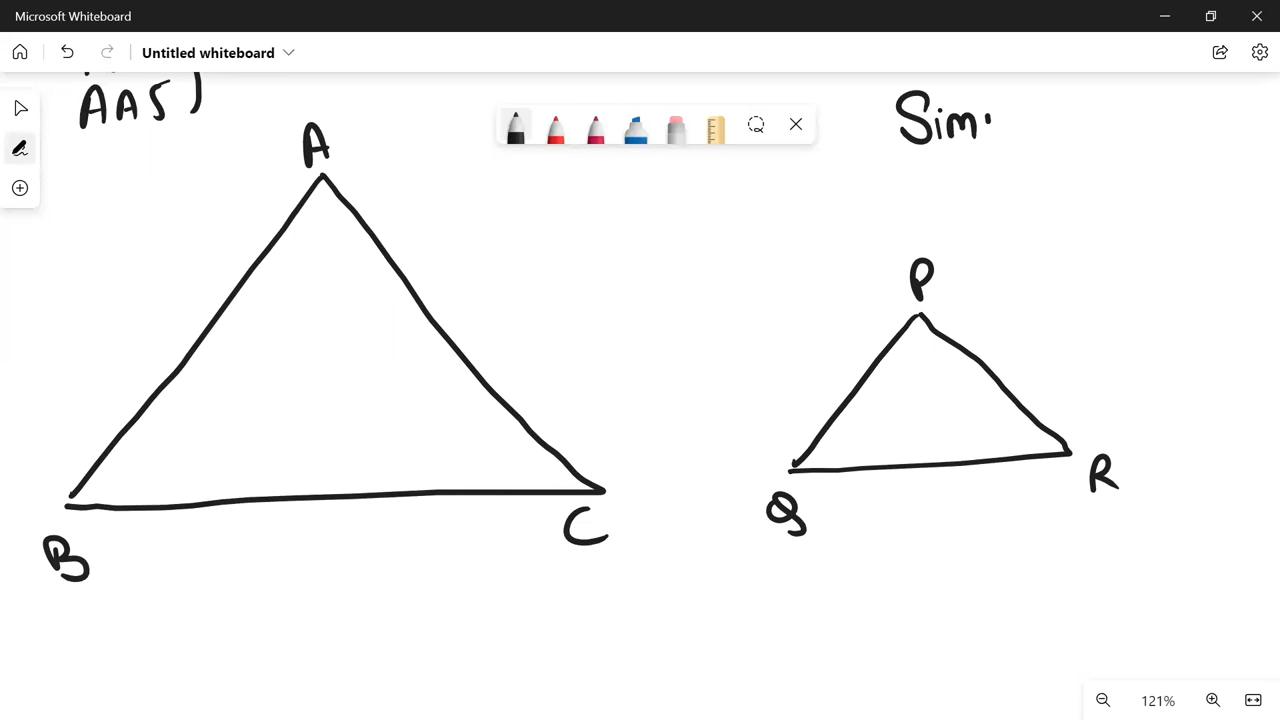 Microsoft Whiteboard
Untitled whiteboard
AAS)
Sim.
A
P
B
C
Q
R
121%